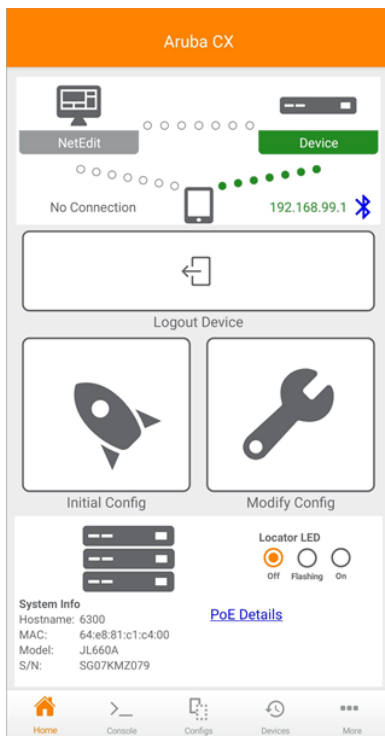 Aruba CX
NetEdit
Device
No Connection
192.168.99.1
Logout Device
Initial Config
Modify Config
Locator LED
Off Flashing On
System Info
Hostname: 6300
MAC: 64:e8:81:c1:c4:00
Model: JL660A
S/N: SG07KMZ079
PoE Details
Home
Console
Configs
Devices
More